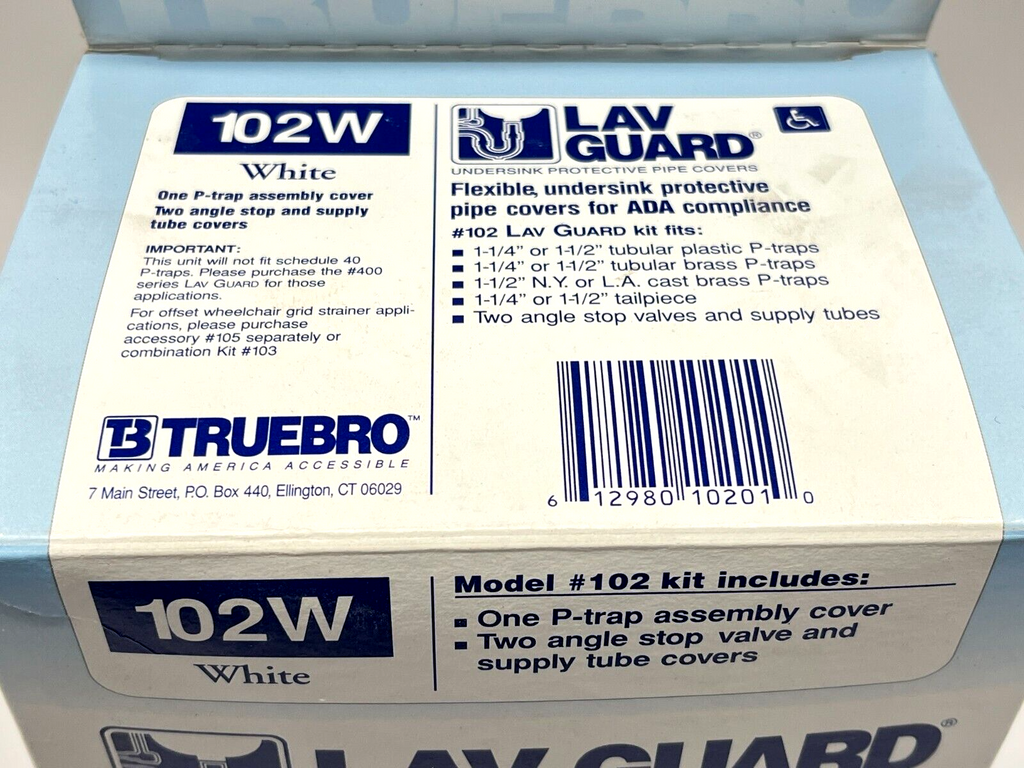 102W
White
One P-trap assembly cover
Two angle stop and supply
tube covers
IMPORTANT:
This unit will not fit schedule 40
P-traps. Please purchase the #400
series LAV GUARD for those
applications.
For offset wheelchair grid strainer appli-
cations, please purchase
accessory #105 separately or
combination Kit #103
TB TRUEBRO™
MAKING AMERICA ACCESSIBLE
7 Main Street, P.O. Box 440, Ellington, CT 06029
LAV
GUARD®
UNDERSINK PROTECTIVE PIPE COVERS
Flexible, undersink protective
pipe covers for ADA compliance
#102 LAV GUARD kit fits:
■ 1-1/4" or 1-1/2" tubular plastic P-traps
■ 1-1/4" or 1-1/2" tubular brass P-traps
■ 1-1/2" N.Y. or L.A. cast brass P-traps
■ 1-1/4" or 1-1/2" tailpiece
■ Two angle stop valves and supply tubes
6 12980 10201 0
102W
White
Model #102 kit includes:
■ One P-trap assembly cover
■ Two angle stop valve and
supply tube covers
LAV GUARD®